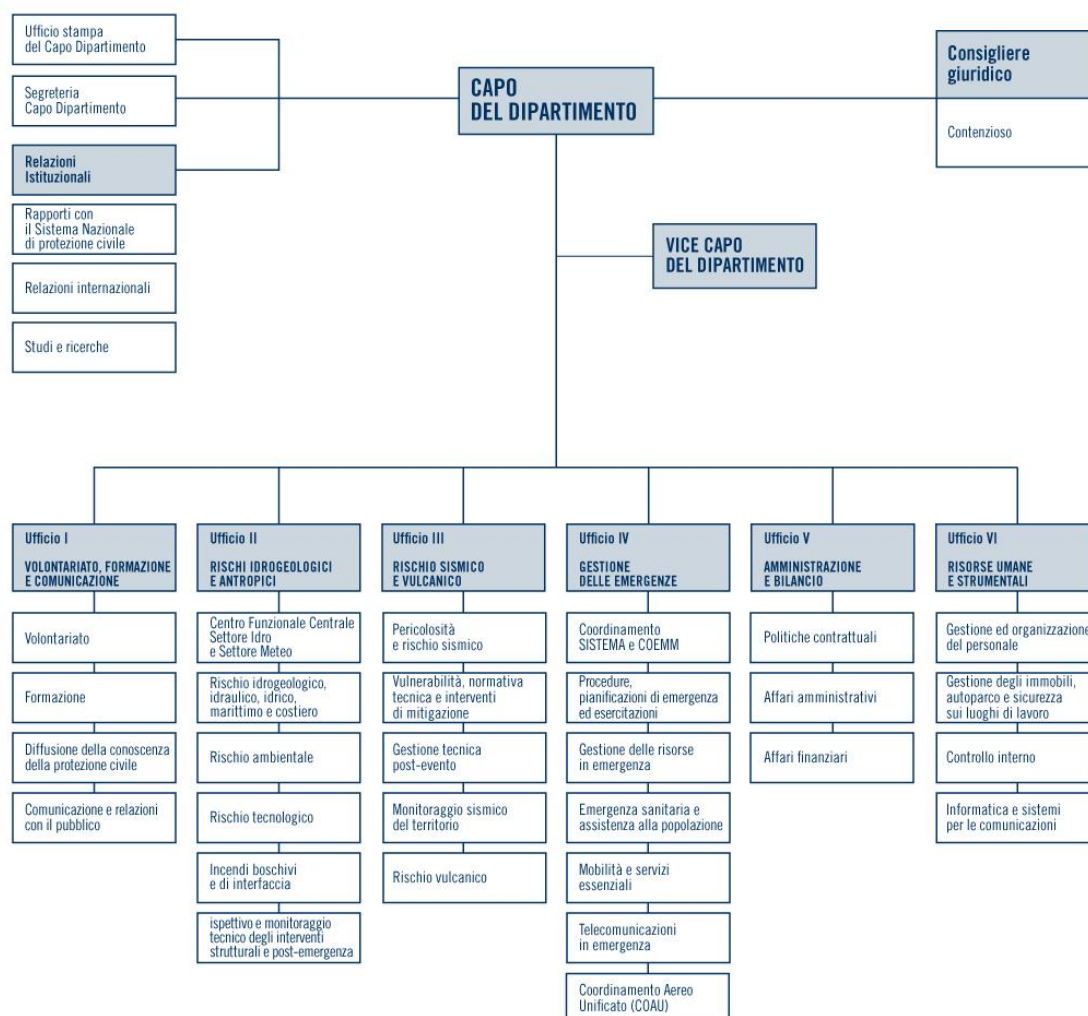 Ufficio stampa
del Capo Dipartimento
Segreteria
Capo Dipartimento
Relazioni
Istituzionali
Rapporti con
il Sistema Nazionale
di protezione civile
Relazioni internazionali
Studi e ricerche
CAPO
DEL DIPARTIMENTO
Consigliere
giuridico
Contenzioso
VICE CAPO
DEL DIPARTIMENTO
Ufficio I
VOLONTARIATO, FORMAZIONE
E COMUNICAZIONE
Volontariato
Formazione
Diffusione della conoscenza
della protezione civile
Comunicazione e relazioni
con il pubblico
Ufficio II
RISCHI IDROGEOLOGICI
E ANTROPICI
Centro Funzionale Centrale
Settore Idro
e Settore Meteo
Rischio idrogeologico,
idraulico, idrico,
marittimo e costiero
Rischio ambientale
Rischio tecnologico
Incendi boschivi
e di interfaccia
ispettivo e monitoraggio
tecnico degli interventi
strutturali e post-emergenza
Ufficio III
RISCHIO SISMICO
E VULCANICO
Pericolosità
e rischio sismico
Vulnerabilità, normativa
tecnica e interventi
di mitigazione
Gestione tecnica
post-evento
Monitoraggio sismico
del territorio
Rischio vulcanico
Ufficio IV
GESTIONE
DELLE EMERGENZE
Coordinamento
SISTEMA e COEMM
Procedure,
pianificazioni di emergenza
ed esercitazioni
Gestione delle risorse
in emergenza
Emergenza sanitaria e
assistenza alla popolazione
Mobilità e servizi
essenziali
Telecomunicazioni
in emergenza
Coordinamento Aereo
Unificato (COAU)
Ufficio V
AMMINISTRAZIONE
E BILANCIO
Politiche contrattuali
Affari amministrativi
Affari finanziari
Ufficio VI
RISORSE UMANE
E STRUMENTALI
Gestione ed organizzazione
del personale
Gestione degli immobili,
autoparco e sicurezza
sui luoghi di lavoro
Controllo interno
Informatica e sistemi
per le comunicazioni